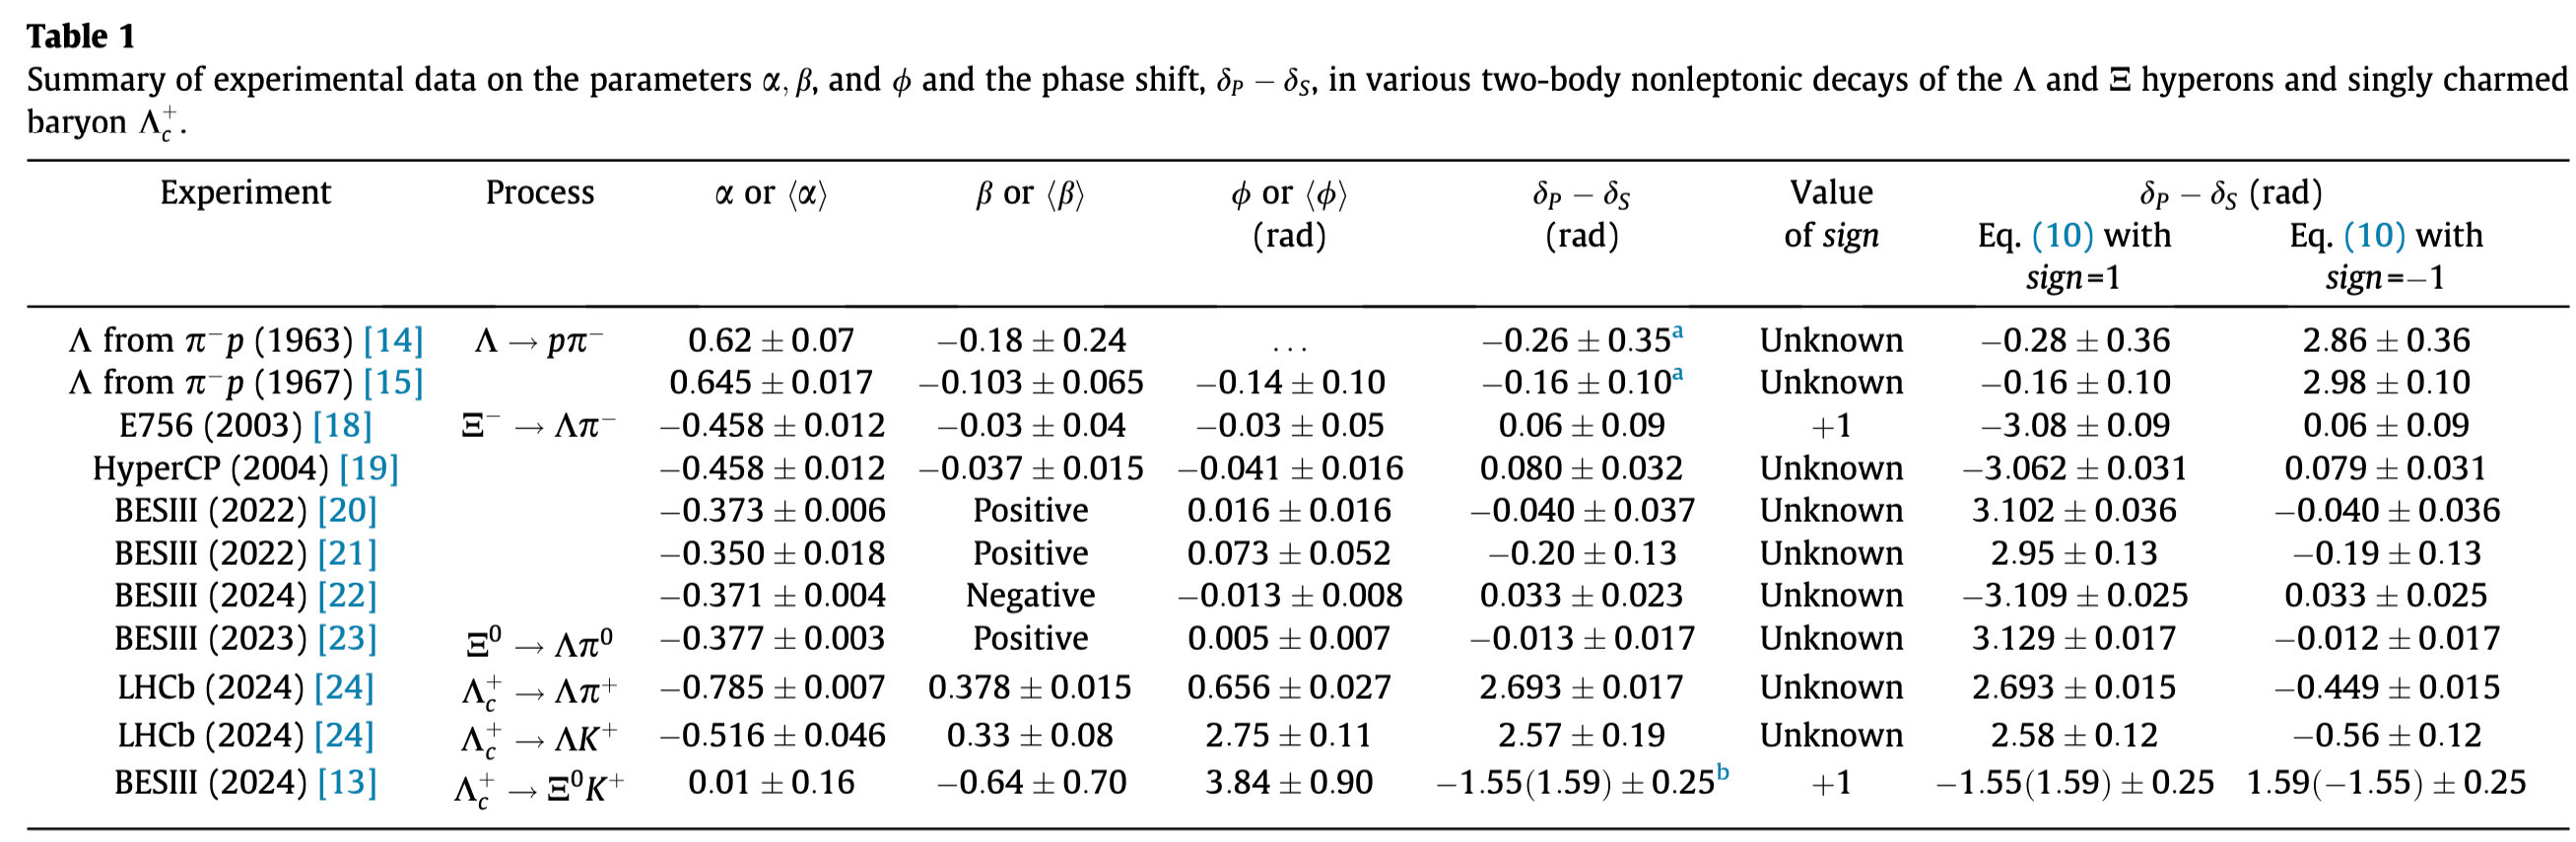 Table 1
Summary of experimental data on the parameters α, β, and ϕ and the phase shift, δ_P − δ_S, in various two-body nonleptonic decays of the Λ and Ξ hyperons and singly charmed
baryon Λ_c^+.
Experiment Process α or ⟨α⟩ β or ⟨β⟩ ϕ or ⟨ϕ⟩ δ_P − δ_S Value δ_P − δ_S (rad)
(rad) (rad) of sign Eq. (10) with Eq. (10) with
sign=1 sign=−1
Λ from π⁻p (1963) [14] Λ → pπ⁻ 0.62 ± 0.07 −0.18 ± 0.24 ... −0.26 ± 0.35ᵃ Unknown −0.28 ± 0.36 2.86 ± 0.36
Λ from π⁻p (1967) [15] 0.645 ± 0.017 −0.103 ± 0.065 −0.14 ± 0.10 −0.16 ± 0.10ᵃ Unknown −0.16 ± 0.10 2.98 ± 0.10
E756 (2003) [18] Ξ⁻ → Λπ⁻ −0.458 ± 0.012 −0.03 ± 0.04 −0.03 ± 0.05 0.06 ± 0.09 +1 −3.08 ± 0.09 0.06 ± 0.09
HyperCP (2004) [19] −0.458 ± 0.012 −0.037 ± 0.015 −0.041 ± 0.016 0.080 ± 0.032 Unknown −3.062 ± 0.031 0.079 ± 0.031
BESIII (2022) [20] −0.373 ± 0.006 Positive 0.016 ± 0.016 −0.040 ± 0.037 Unknown 3.102 ± 0.036 −0.040 ± 0.036
BESIII (2022) [21] −0.350 ± 0.018 Positive 0.073 ± 0.052 −0.20 ± 0.13 Unknown 2.95 ± 0.13 −0.19 ± 0.13
BESIII (2024) [22] −0.371 ± 0.004 Negative −0.013 ± 0.008 0.033 ± 0.023 Unknown −3.109 ± 0.025 0.033 ± 0.025
BESIII (2023) [23] Ξ⁰ → Λπ⁰ −0.377 ± 0.003 Positive 0.005 ± 0.007 −0.013 ± 0.017 Unknown 3.129 ± 0.017 −0.012 ± 0.017
LHCb (2024) [24] Λ_c^+ → Λπ⁺ −0.785 ± 0.007 0.378 ± 0.015 0.656 ± 0.027 2.693 ± 0.017 Unknown 2.693 ± 0.015 −0.449 ± 0.015
LHCb (2024) [24] Λ_c^+ → ΛK⁺ −0.516 ± 0.046 0.33 ± 0.08 2.75 ± 0.11 2.57 ± 0.19 Unknown 2.58 ± 0.12 −0.56 ± 0.12
BESIII (2024) [13] Λ_c^+ → Ξ⁰K⁺ 0.01 ± 0.16 −0.64 ± 0.70 3.84 ± 0.90 −1.55(1.59) ± 0.25ᵇ +1 −1.55(1.59) ± 0.25 1.59(−1.55) ± 0.25